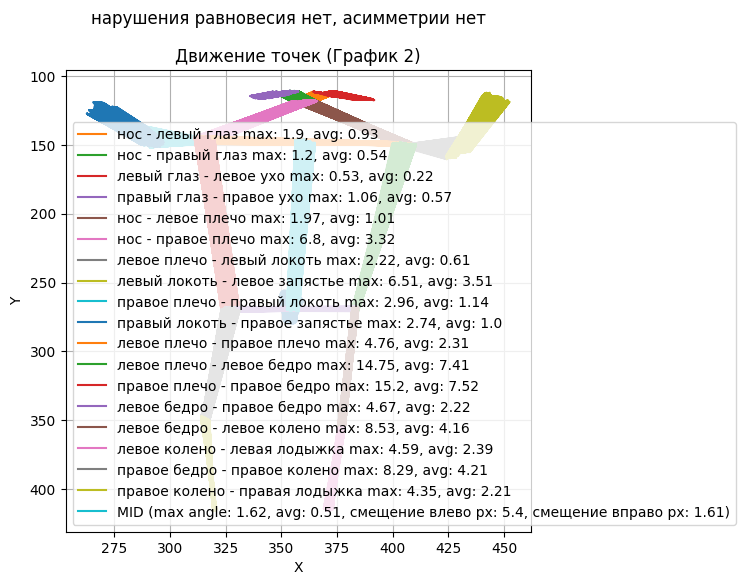 нарушения равновесия нет, асимметрии нет
Движение точек (График 2)
100
150
200
250
300
350
400
Y
нос - левый глаз max: 1.9, avg: 0.93
нос - правый глаз max: 1.2, avg: 0.54
левый глаз - левое ухо max: 0.53, avg: 0.22
правый глаз - правое ухо max: 1.06, avg: 0.57
нос - левое плечо max: 1.97, avg: 1.01
нос - правое плечо max: 6.8, avg: 3.32
левое плечо - левый локоть max: 2.22, avg: 0.61
левый локоть - левое запястье max: 6.51, avg: 3.51
правое плечо - правый локоть max: 2.96, avg: 1.14
правый локоть - правое запястье max: 2.74, avg: 1.0
левое плечо - правое плечо max: 4.76, avg: 2.31
левое плечо - левое бедро max: 14.75, avg: 7.41
правое плечо - правое бедро max: 15.2, avg: 7.52
левое бедро - правое бедро max: 4.67, avg: 2.22
левое бедро - левое колено max: 8.53, avg: 4.16
левое колено - левая лодыжка max: 4.59, avg: 2.39
правое бедро - правое колено max: 8.29, avg: 4.21
правое колено - правая лодыжка max: 4.35, avg: 2.21
MID (max angle: 1.62, avg: 0.51, смещение влево px: 5.4, смещение вправо px: 1.61)
275 300 325 350 375 400 425 450
X